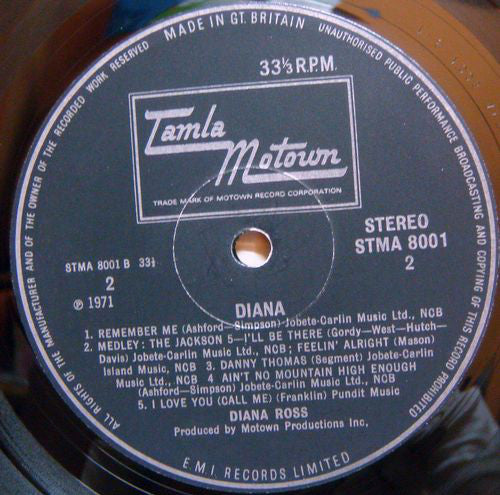 MADE IN GT. BRITAIN
UNAUTHORISED PUBLIC PERFORMANCE BROADCASTING AND COPYING OF THIS RECORD PROHIBITED
ALL RIGHTS OF THE MANUFACTURER AND OF THE OWNER OF THE RECORDED WORK RESERVED
33⅓ R.P.M.
Tamla
Motown
TRADE MARK OF MOTOWN RECORD CORPORATION
STEREO
STMA 8001
2
STMA 8001 B 33⅓
2
℗ 1971
DIANA
1. REMEMBER ME (Ashford—Simpson) Jobete-Carlin Music Ltd., NCB
2. MEDLEY: THE JACKSON 5—I'LL BE THERE (Gordy—West—Hutch-
Davis) Jobete-Carlin Music Ltd., NCB; FEELIN' ALRIGHT (Mason)
Island Music, NCB 3. DANNY THOMAS (Segment) Jobete-Carlin
Music Ltd., NCB 4 AIN'T NO MOUNTAIN HIGH ENOUGH
(Ashford—Simpson) Jobete-Carlin Music Ltd., NCB
5. I LOVE YOU (CALL ME) (Franklin) Pundit Music
DIANA ROSS
Produced by Motown Productions Inc,
E.M.I. RECORDS LIMITED